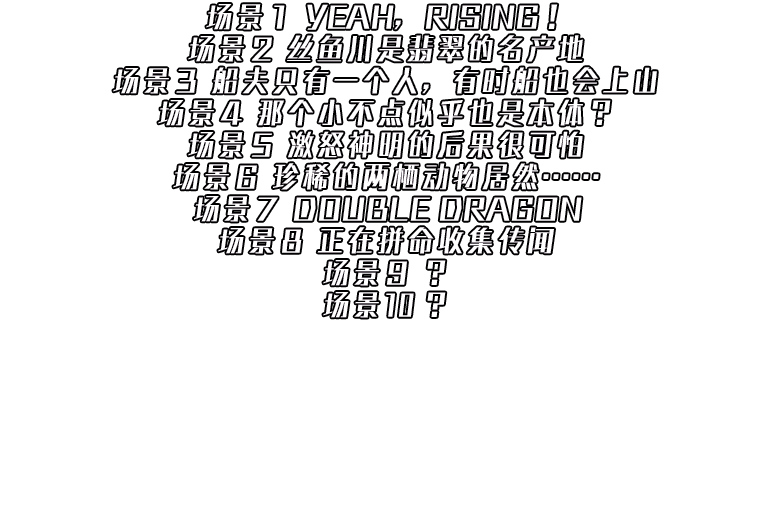 场景1 YEAH，RISING！
场景2 丝鱼川是翡翠的名产地
场景3 船夫只有一个人，有时船也会上山
场景4 那个小不点似乎也是本体？
场景5 激怒神明的后果很可怕
场景6 珍稀的两栖动物居然……
场景7 DOUBLE DRAGON
场景8 正在拼命收集传闻
场景9 ？
场景10 ？